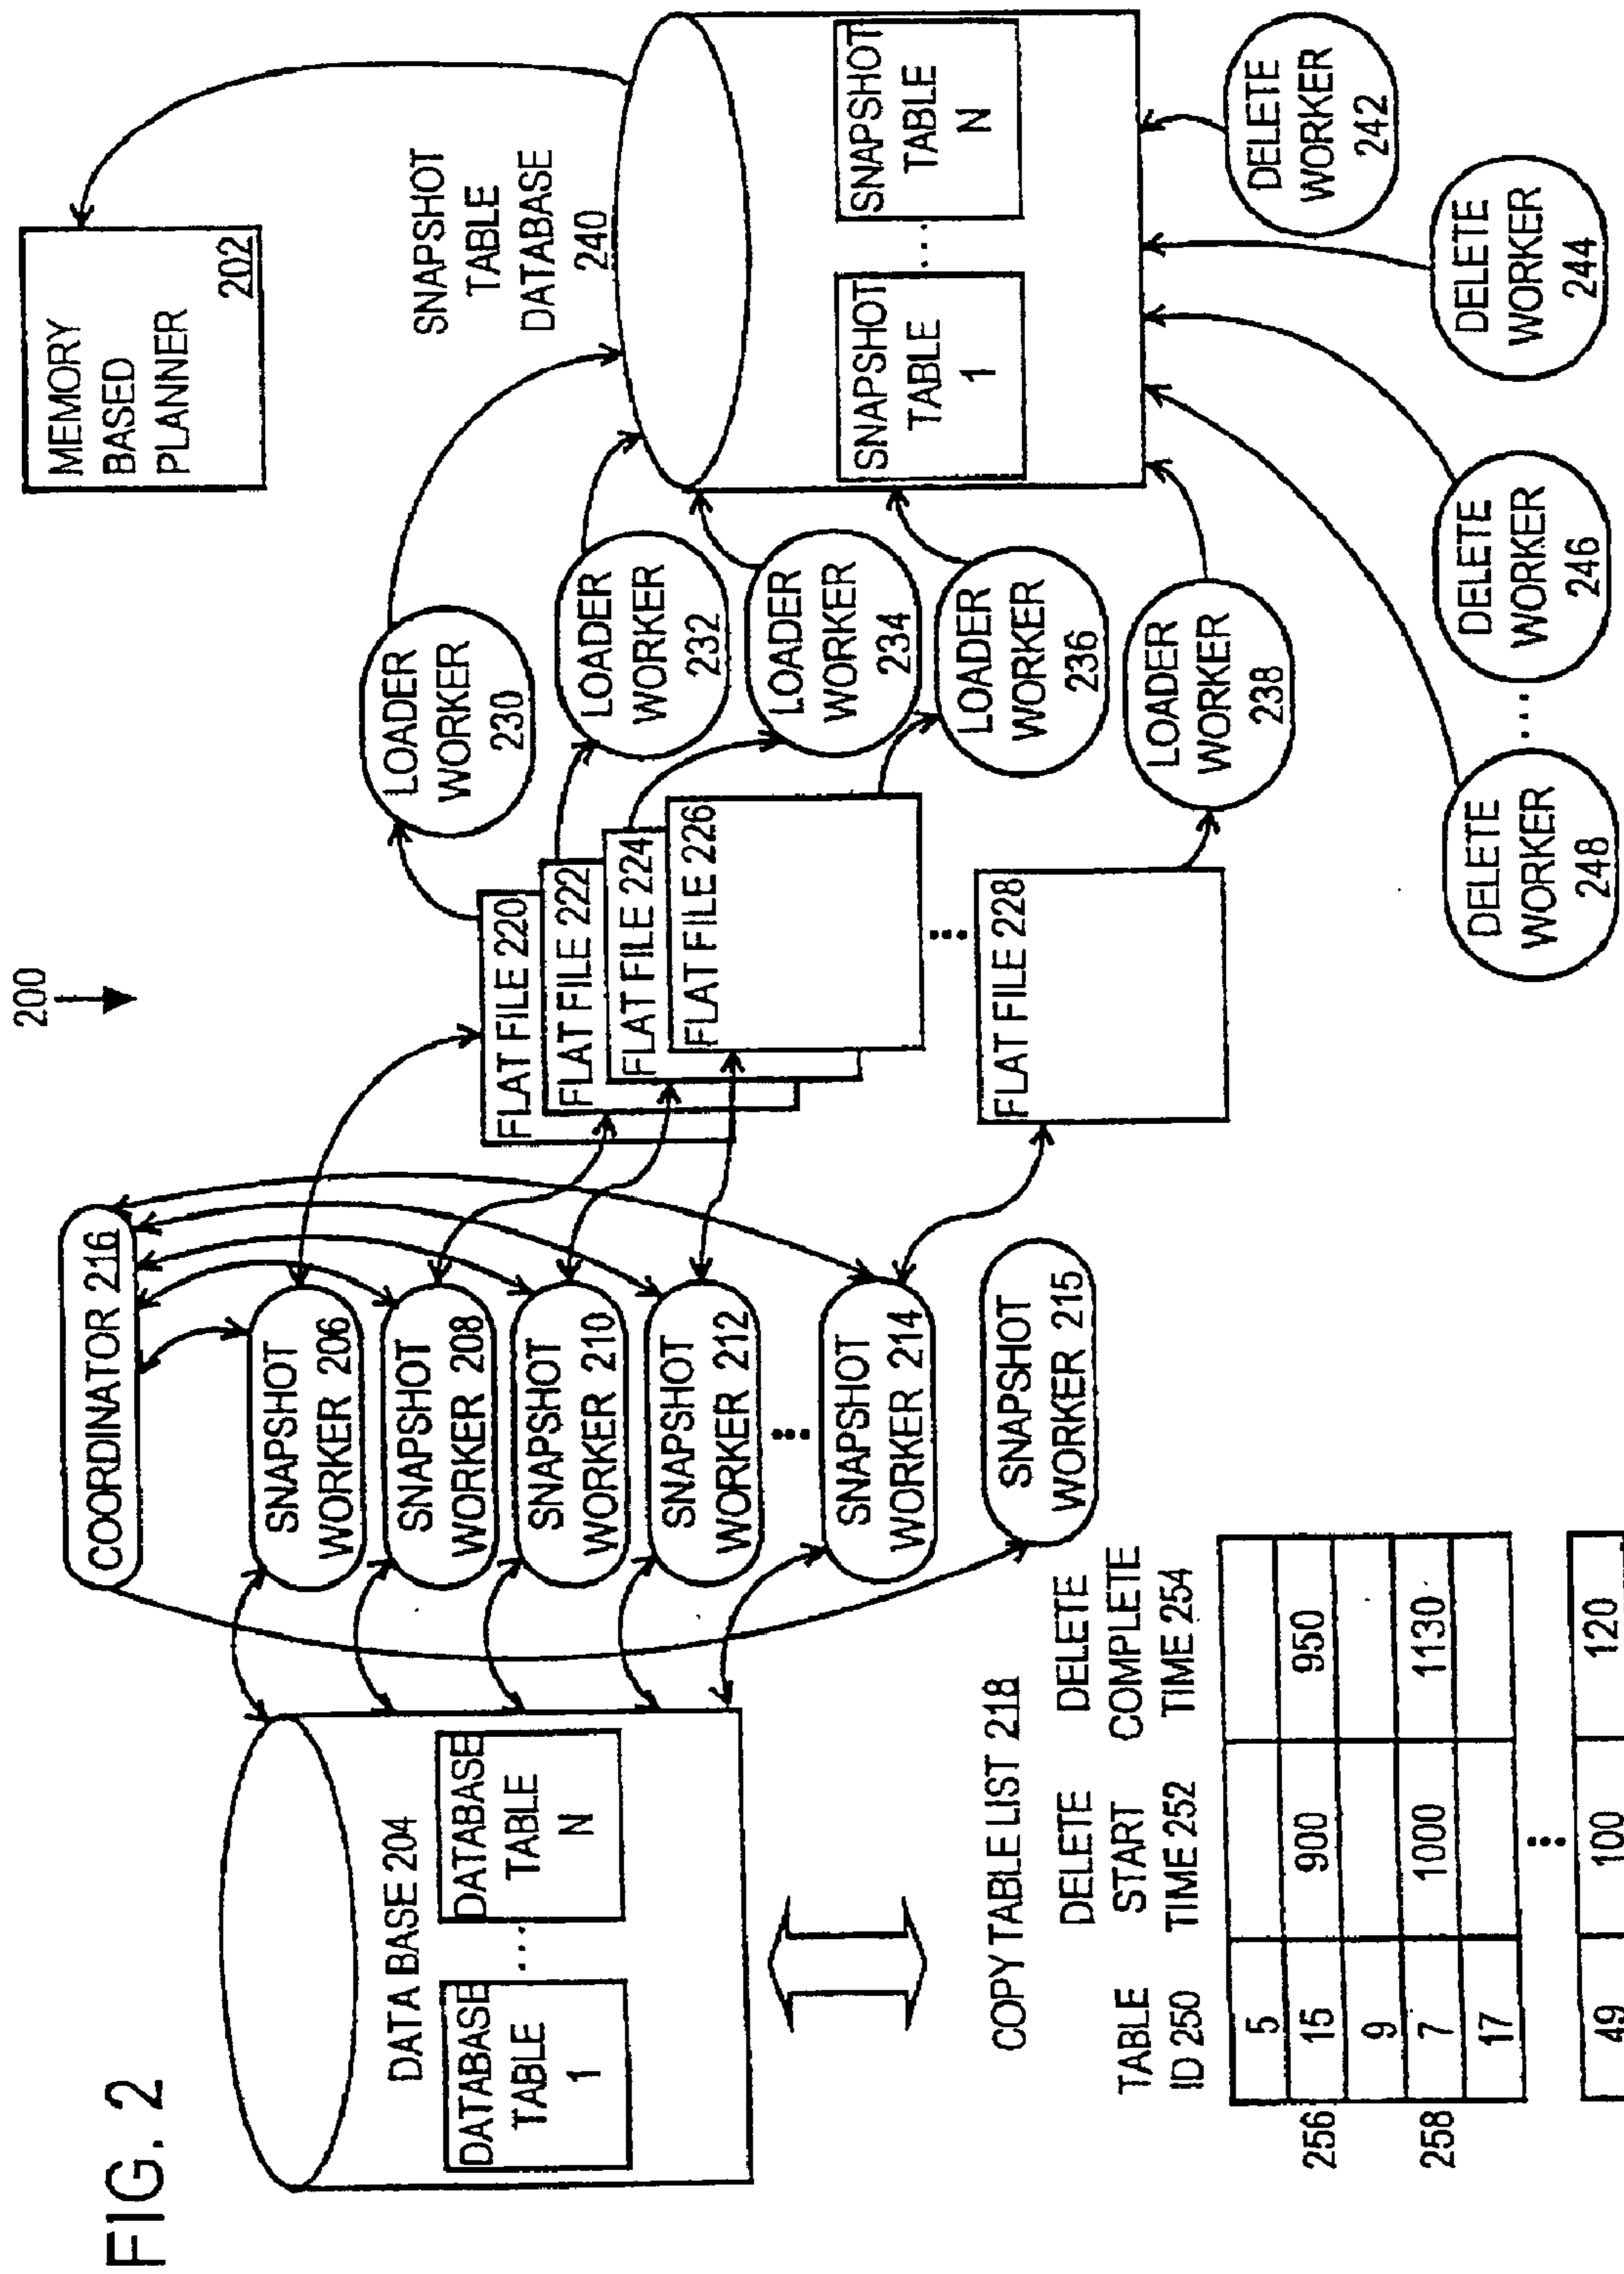 FIG. 2
200
DATA BASE 204
DATABASE
TABLE
1
...
DATABASE
TABLE
N
COORDINATOR 216
SNAPSHOT
WORKER 206
SNAPSHOT
WORKER 208
SNAPSHOT
WORKER 210
SNAPSHOT
WORKER 212
...
SNAPSHOT
WORKER 214
SNAPSHOT
WORKER 215
FLAT FILE 220
FLAT FILE 222
FLAT FILE 224
FLAT FILE 226
...
FLAT FILE 228
LOADER
WORKER
230
LOADER
WORKER
232
LOADER
WORKER
234
LOADER
WORKER
236
LOADER
WORKER
238
MEMORY
BASED
PLANNER
202
SNAPSHOT
TABLE
DATABASE
240
SNAPSHOT
TABLE
1
...
SNAPSHOT
TABLE
N
DELETE
WORKER
242
DELETE
WORKER
244
DELETE
WORKER
246
...
DELETE
WORKER
248
COPY TABLE LIST 218
TABLE
ID 250
DELETE
START
TIME 252
DELETE
COMPLETE
TIME 254
5
256 15 900 950
9
258 7 1000 1130
17
...
49 100 120